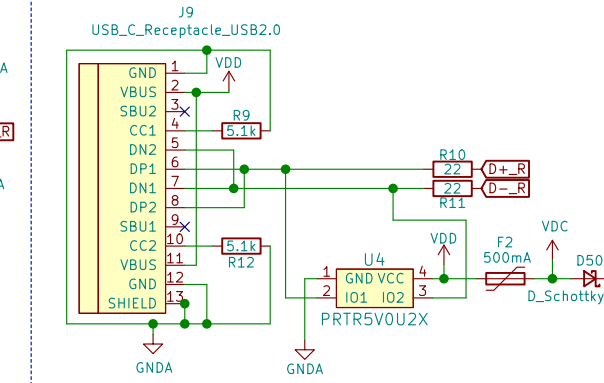 J9
USB_C_Receptacle_USB2.0
A
R
A
GND 1
VBUS 2
SBU2 3
CC1 4
DN2 5
DP1 6
DN1 7
DP2 8
SBU1 9
CC2 10
VBUS 11
GND 12
SHIELD 13
VDD
R9
5.1k
5.1k
R12
GNDA
R10
22
D+_R
22
D-_R
R11
U4
1 GND VCC 4
2 IO1 IO2 3
PRTR5V0U2X
GNDA
VDD
F2
500mA
VDC
D50
D_Schottky